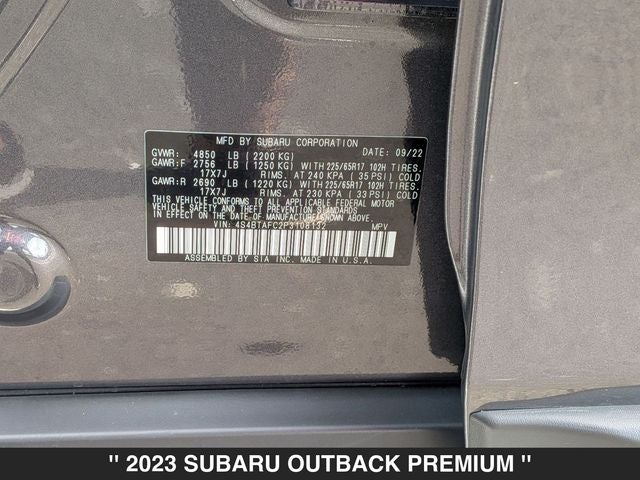 MFD BY SUBARU CORPORATION DATE: 09/22
GVWR: 4850 LB ( 2200 KG)
GAWR:F 2756 LB ( 1250 KG) WITH 225/65R17 102H TIRES.
17X7J RIMS. AT 240 KPA ( 35 PSI) COLD
GAWR:R 2690 LB ( 1220 KG) WITH 225/65R17 102H TIRES.
17X7J RIMS. AT 230 KPA ( 33 PSI) COLD
THIS VEHICLE CONFORMS TO ALL APPLICABLE FEDERAL MOTOR
VEHICLE SAFETY AND BUMPER STANDARDS
IN EFFECT ON THE DATE OF MANUFACTURE SHOWN ABOVE.
VIN: 4S4BTAFC2P3108132 MPV
ASSEMBLED BY SIA INC. MADE IN U.S.A.
" 2023 SUBARU OUTBACK PREMIUM "